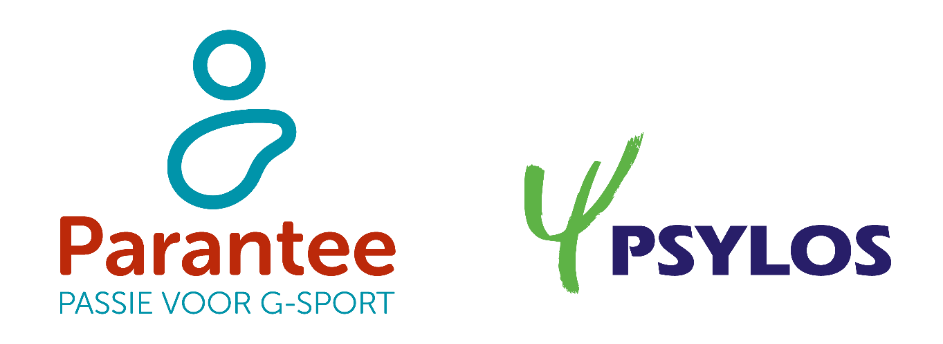 Parantee
PASSIE VOOR G-SPORT
PSYLOS